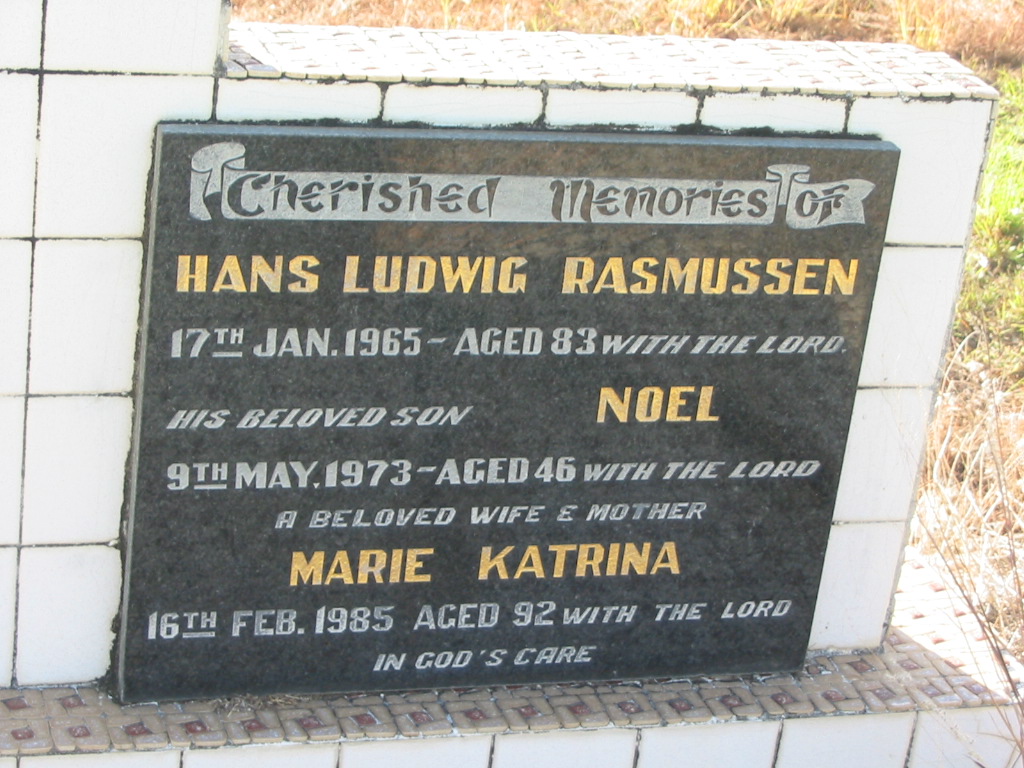 Cherished Memories OF
HANS LUDWIG RASMUSSEN
17TH JAN. 1965 - AGED 83 WITH THE LORD.
HIS BELOVED SON NOEL
9TH MAY, 1973 - AGED 46 WITH THE LORD
A BELOVED WIFE & MOTHER
MARIE KATRINA
16TH FEB. 1985 AGED 92 WITH THE LORD
IN GOD'S CARE